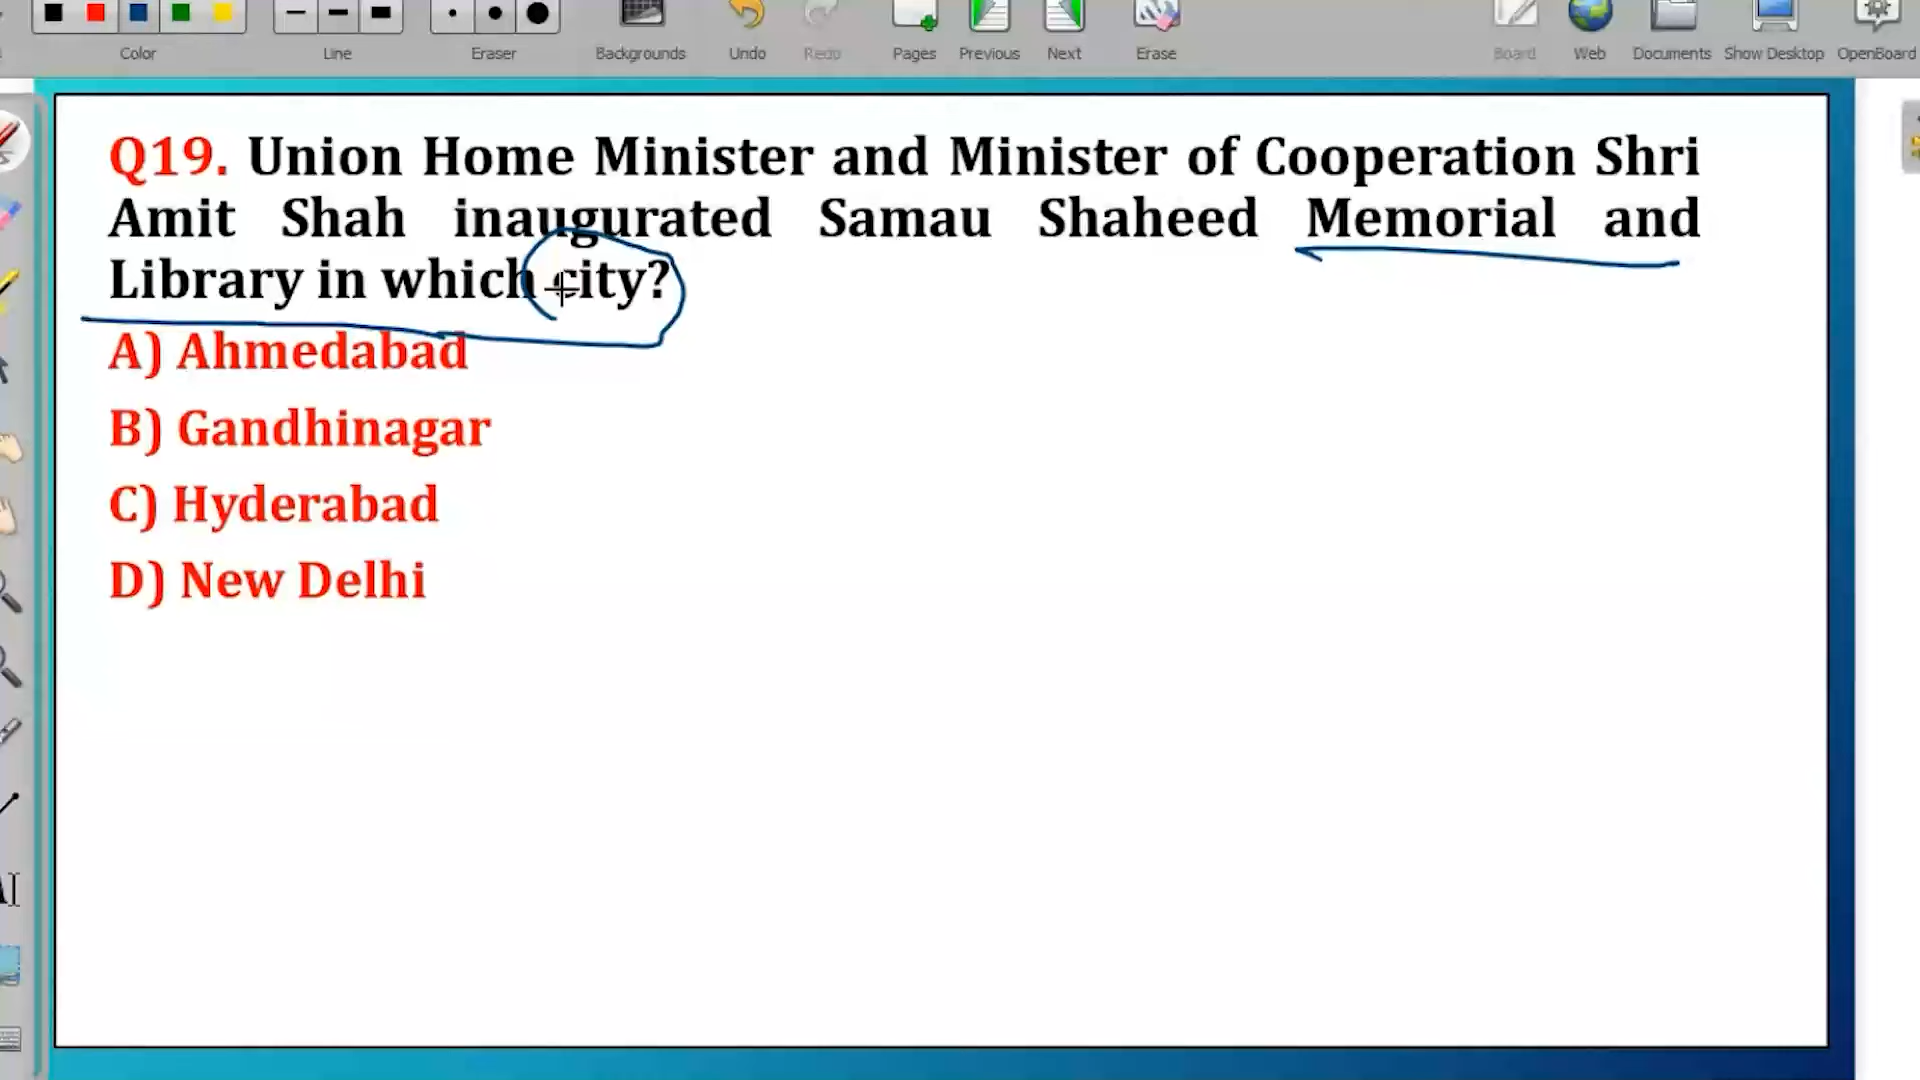 Color Line Eraser Backgrounds Undo Redo Pages Previous Next Erase Board Web Documents Show Desktop OpenBoard
Q19. Union Home Minister and Minister of Cooperation Shri
Amit Shah inaugurated Samau Shaheed Memorial and
Library in which city?
A) Ahmedabad
B) Gandhinagar
C) Hyderabad
D) New Delhi